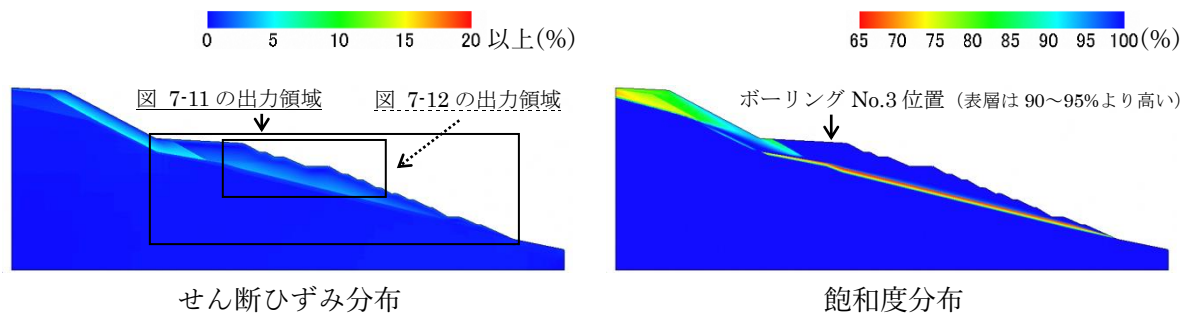 0 5 10 15 20 以上(%)
65 70 75 80 85 90 95 100(%)
図 7-11 の出力領域
図 7-12 の出力領域
ボーリング No.3 位置（表層は 90～95%より高い）
せん断ひずみ分布
飽和度分布